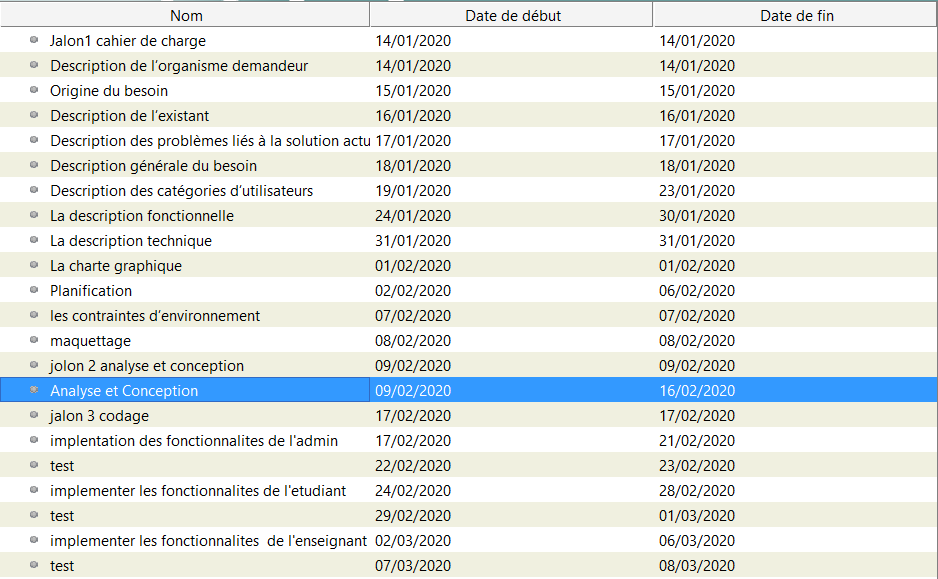 Nom Date de début Date de fin
Jalon1 cahier de charge 14/01/2020 14/01/2020
Description de l’organisme demandeur 14/01/2020 14/01/2020
Origine du besoin 15/01/2020 15/01/2020
Description de l’existant 16/01/2020 16/01/2020
Description des problèmes liés à la solution actu 17/01/2020 17/01/2020
Description générale du besoin 18/01/2020 18/01/2020
Description des catégories d’utilisateurs 19/01/2020 23/01/2020
La description fonctionnelle 24/01/2020 30/01/2020
La description technique 31/01/2020 31/01/2020
La charte graphique 01/02/2020 01/02/2020
Planification 02/02/2020 06/02/2020
les contraintes d’environnement 07/02/2020 07/02/2020
maquettage 08/02/2020 08/02/2020
jolon 2 analyse et conception 09/02/2020 09/02/2020
Analyse et Conception 09/02/2020 16/02/2020
jalon 3 codage 17/02/2020 17/02/2020
implentation des fonctionnalites de l'admin 17/02/2020 21/02/2020
test 22/02/2020 23/02/2020
implementer les fonctionnalites de l'etudiant 24/02/2020 28/02/2020
test 29/02/2020 01/03/2020
implementer les fonctionnalites  de l'enseignant 02/03/2020 06/03/2020
test 07/03/2020 08/03/2020